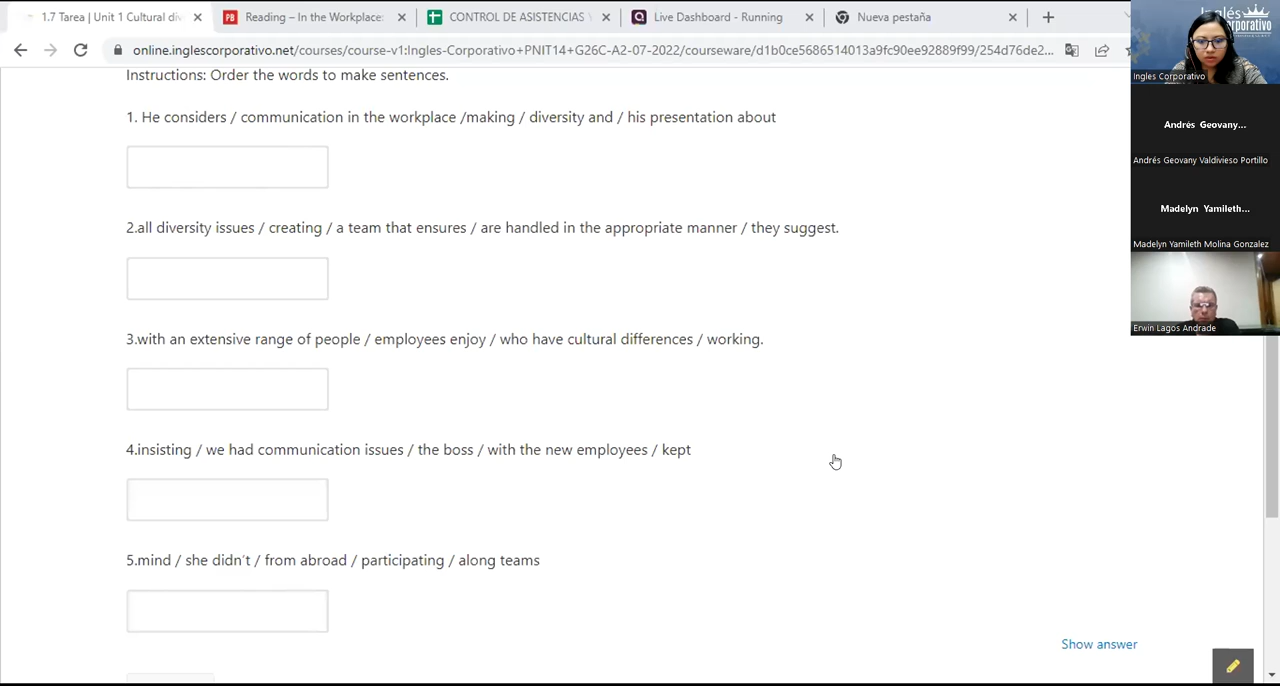 1.7 Tarea | Unit 1 Cultural di
Reading – In the Workplace:
CONTROL DE ASISTENCIAS Y
Live Dashboard - Running
Nueva pestaña
online.inglescorporativo.net/courses/course-v1:Ingles-Corporativo+PNIT14+G26C-A2-07-2022/courseware/d1b0ce5686514013a9fc90ee92889f99/254d76de2...
Instructions: Order the words to make sentences.
1. He considers / communication in the workplace /making / diversity and / his presentation about
2.all diversity issues / creating / a team that ensures / are handled in the appropriate manner / they suggest.
3.with an extensive range of people / employees enjoy / who have cultural differences / working.
4.insisting / we had communication issues / the boss / with the new employees / kept
5.mind / she didn´t / from abroad / participating / along teams
Show answer
Inglés
Corporativo
Ingles Corporativo
Andrés Geovany...
Andrés Geovany Valdivieso Portillo
Madelyn Yamileth...
Madelyn Yamileth Molina Gonzalez
Erwin Lagos Andrade